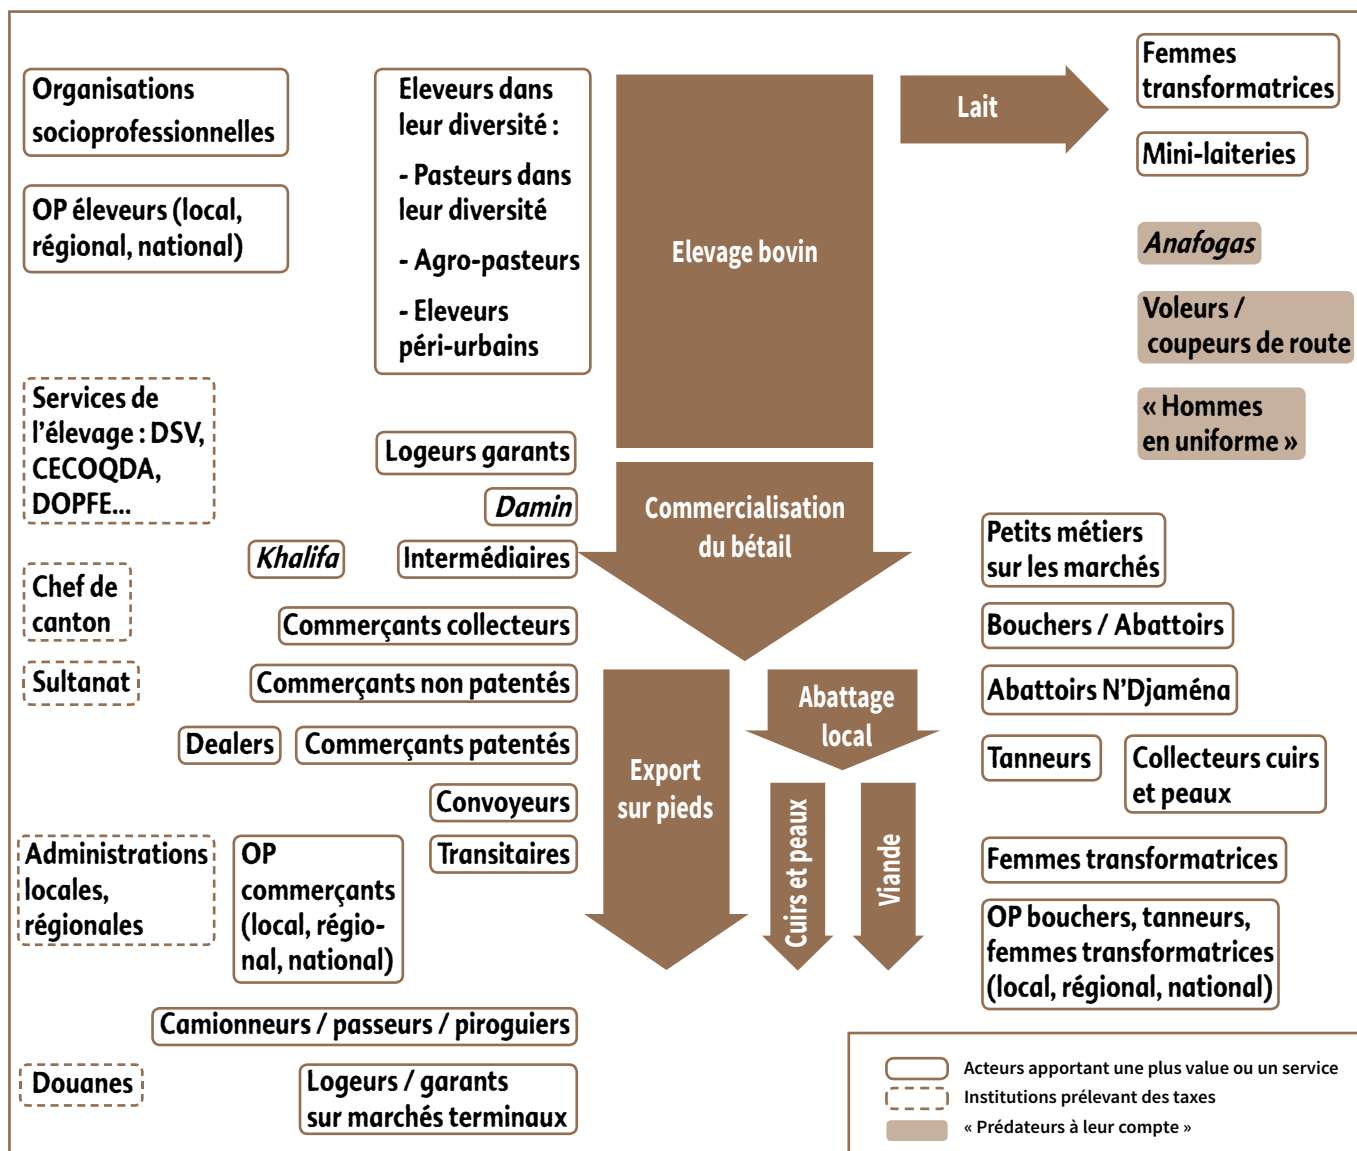 Organisations
socioprofessionnelles
OP éleveurs (local,
régional, national)
Eleveurs dans
leur diversité :
- Pasteurs dans
leur diversité
- Agro-pasteurs
- Eleveurs
péri-urbains
Elevage bovin
Lait
Femmes
transformatrices
Mini-laiteries
Anafogas
Voleurs /
coupeurs de route
« Hommes
en uniforme »
Services de
l'élevage : DSV,
CECOQDA,
DOPFE...
Logeurs garants
Damin
Khalifa
Intermédiaires
Commercialisation
du bétail
Chef de
canton
Commerçants collecteurs
Sultanat
Commerçants non patentés
Dealers
Commerçants patentés
Convoyeurs
Transitaires
Administrations
locales,
régionales
OP
commerçants
(local, régio-
nal, national)
Export
sur pieds
Abattage
local
Cuirs et peaux
Viande
Petits métiers
sur les marchés
Bouchers / Abattoirs
Abattoirs N'Djaména
Tanneurs
Collecteurs cuirs
et peaux
Femmes transformatrices
OP bouchers, tanneurs,
femmes transformatrices
(local, régional, national)
Camionneurs / passeurs / piroguiers
Douanes
Logeurs / garants
sur marchés terminaux
Acteurs apportant une plus value ou un service
Institutions prélevant des taxes
« Prédateurs à leur compte »